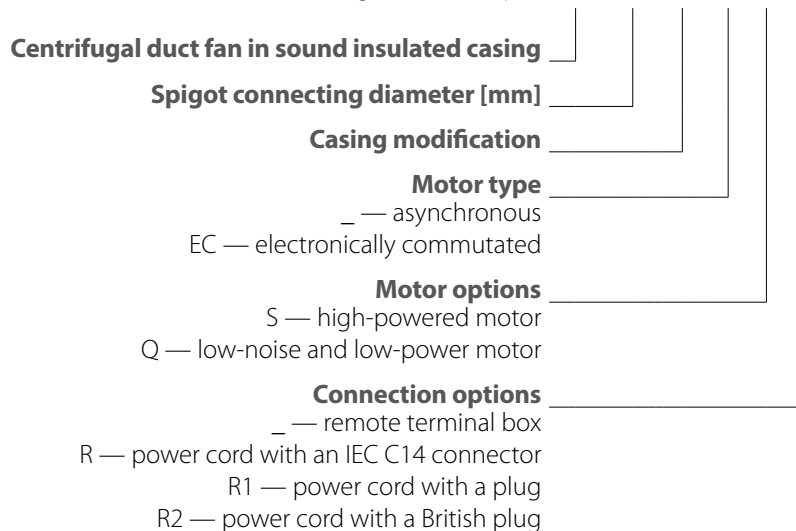 Centrifugal duct fan in sound insulated casing
Spigot connecting diameter [mm]
Casing modification
Motor type
_ — asynchronous
EC — electronically commutated
Motor options
S — high-powered motor
Q — low-noise and low-power motor
Connection options
_ — remote terminal box
R — power cord with an IEC C14 connector
R1 — power cord with a plug
R2 — power cord with a British plug